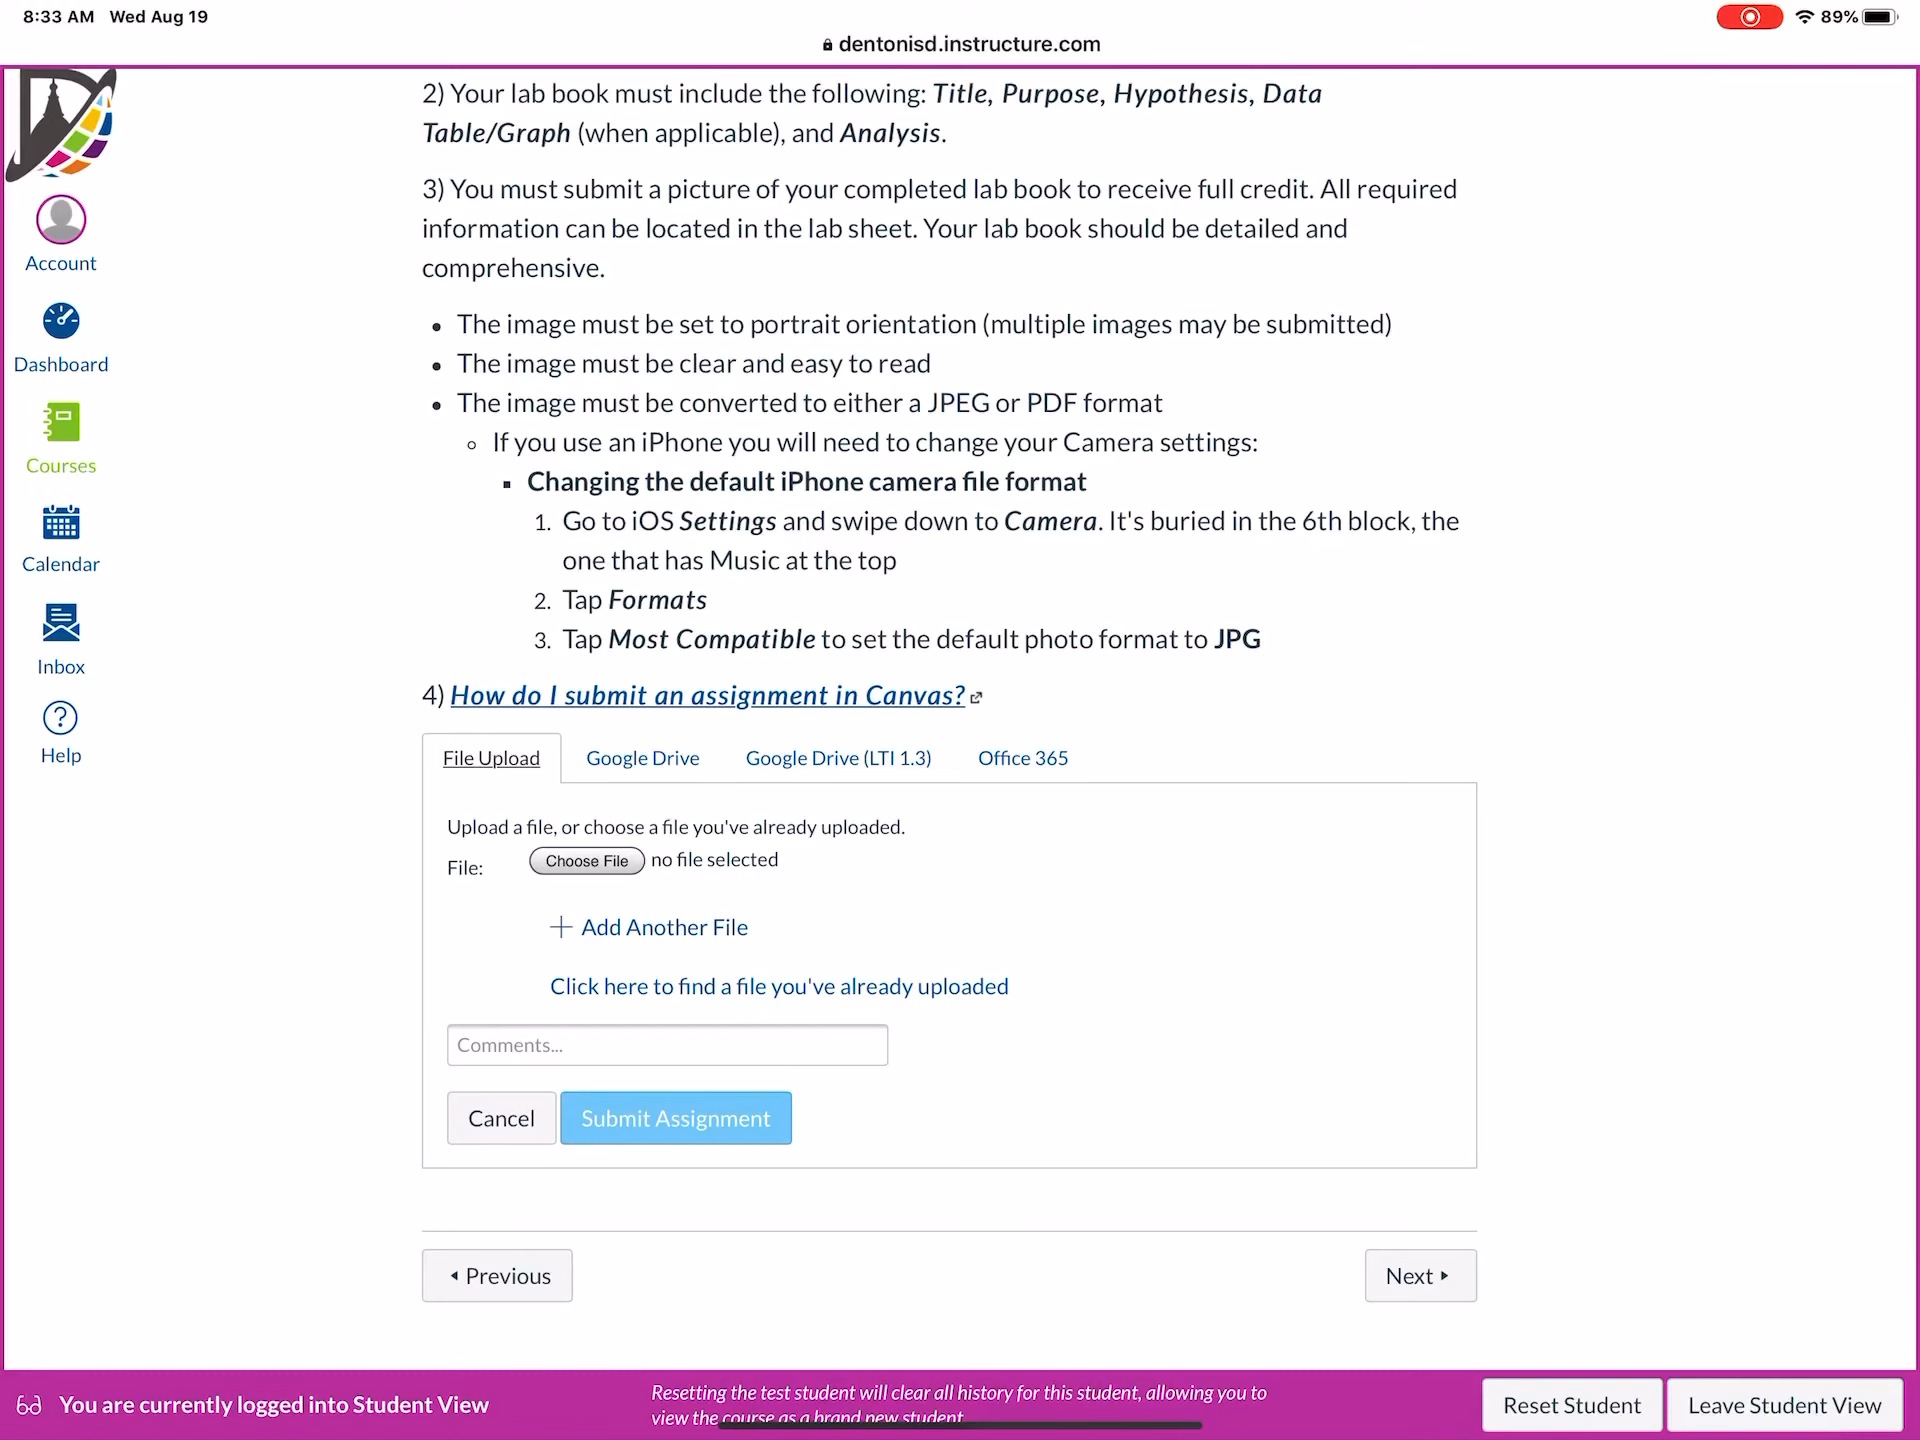 8:33 AM Wed Aug 19
89%
dentonisd.instructure.com
2) Your lab book must include the following: Title, Purpose, Hypothesis, Data
Table/Graph (when applicable), and Analysis.
3) You must submit a picture of your completed lab book to receive full credit. All required
information can be located in the lab sheet. Your lab book should be detailed and
comprehensive.
The image must be set to portrait orientation (multiple images may be submitted)
The image must be clear and easy to read
The image must be converted to either a JPEG or PDF format
If you use an iPhone you will need to change your Camera settings:
Changing the default iPhone camera file format
1. Go to iOS Settings and swipe down to Camera. It's buried in the 6th block, the
one that has Music at the top
2. Tap Formats
3. Tap Most Compatible to set the default photo format to JPG
4) How do I submit an assignment in Canvas?
Account
Dashboard
Courses
Calendar
Inbox
Help
File Upload
Google Drive
Google Drive (LTI 1.3)
Office 365
Upload a file, or choose a file you've already uploaded.
File: Choose File no file selected
Add Another File
Click here to find a file you've already uploaded
Comments...
Cancel
Submit Assignment
Previous
Next
You are currently logged into Student View
Resetting the test student will clear all history for this student, allowing you to
view the course as a brand new student
Reset Student
Leave Student View